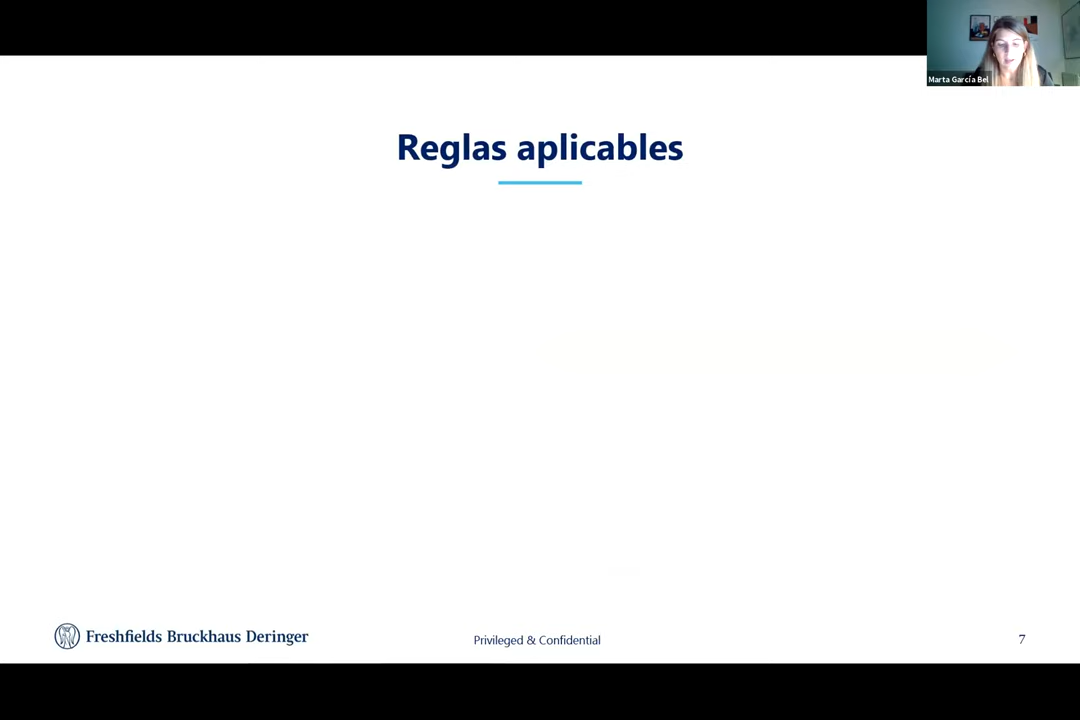 Marta García Bel
Reglas aplicables
Freshfields Bruckhaus Deringer
Privileged & Confidential
7